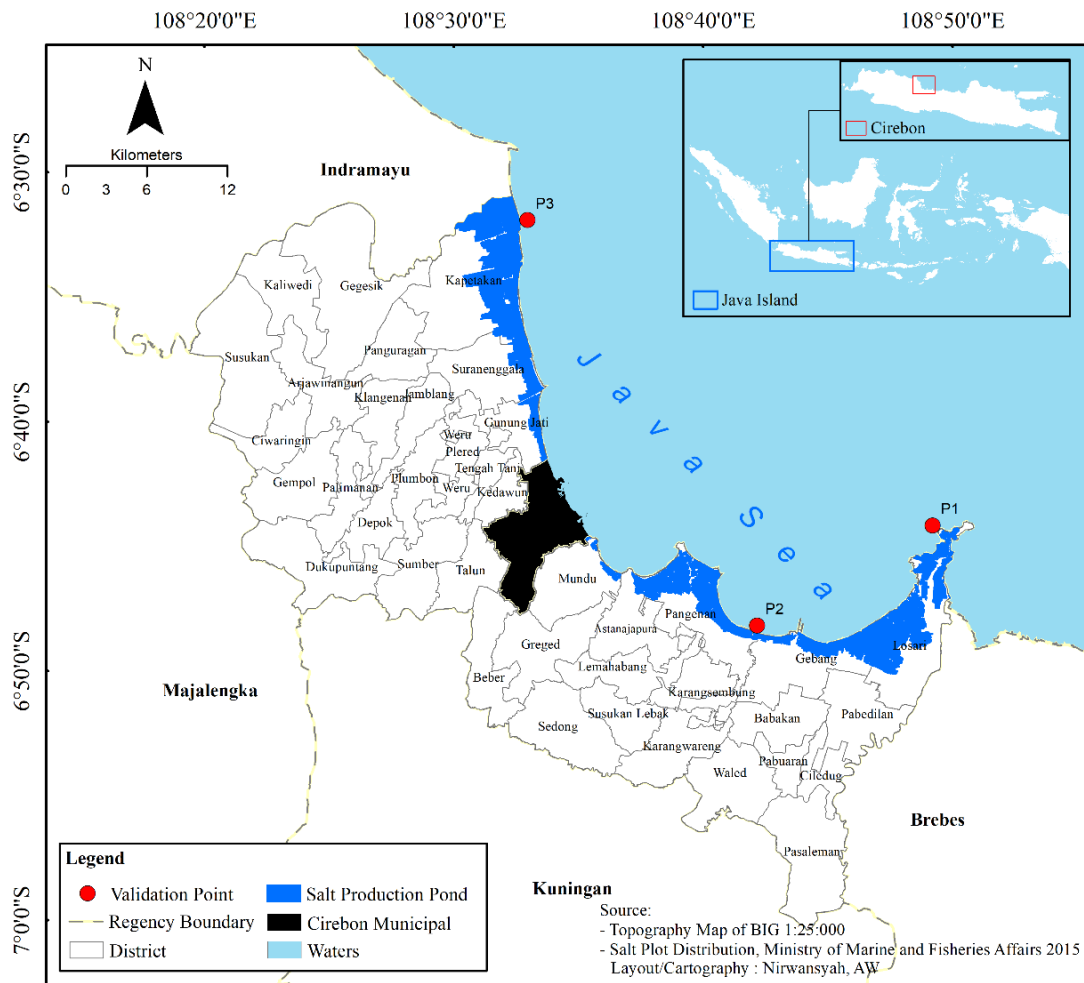 108°20'0"E
108°30'0"E
108°40'0"E
108°50'0"E
6°30'0"S
6°40'0"S
6°50'0"S
7°0'0"S
N
Kilometers
0 3 6 12
Cirebon
Java Island
Indramayu
P3
Kaliwedi
Gegesik
Kapetakan
Susukan
Panguragan
Suranenggala
Arjawinangun
Klangenan
Jamblang
Gunung Jati
Ciwaringin
Weru
Plered
Tengah Tani
Gempol
Palimanan
Plumbon
Weru
Kedawun
Depok
Dukupuntang
Sumber
Talun
Mundu
Java Sea
P1
P2
Pangenan
Astanajapura
Greged
Gebang
Losari
Beber
Lemahabang
Karangsembung
Majalengka
Sedong
Susukan Lebak
Babakan
Pabedilan
Karangwareng
Pabuaran
Waled
Ciledug
Brebes
Pasaleman
Kuningan
Legend
Validation Point
Salt Production Pond
Regency Boundary
Cirebon Municipal
District
Waters
Source:
- Topography Map of BIG 1:25:000
- Salt Plot Distribution, Ministry of Marine and Fisheries Affairs 2015
Layout/Cartography : Nirwansyah, AW